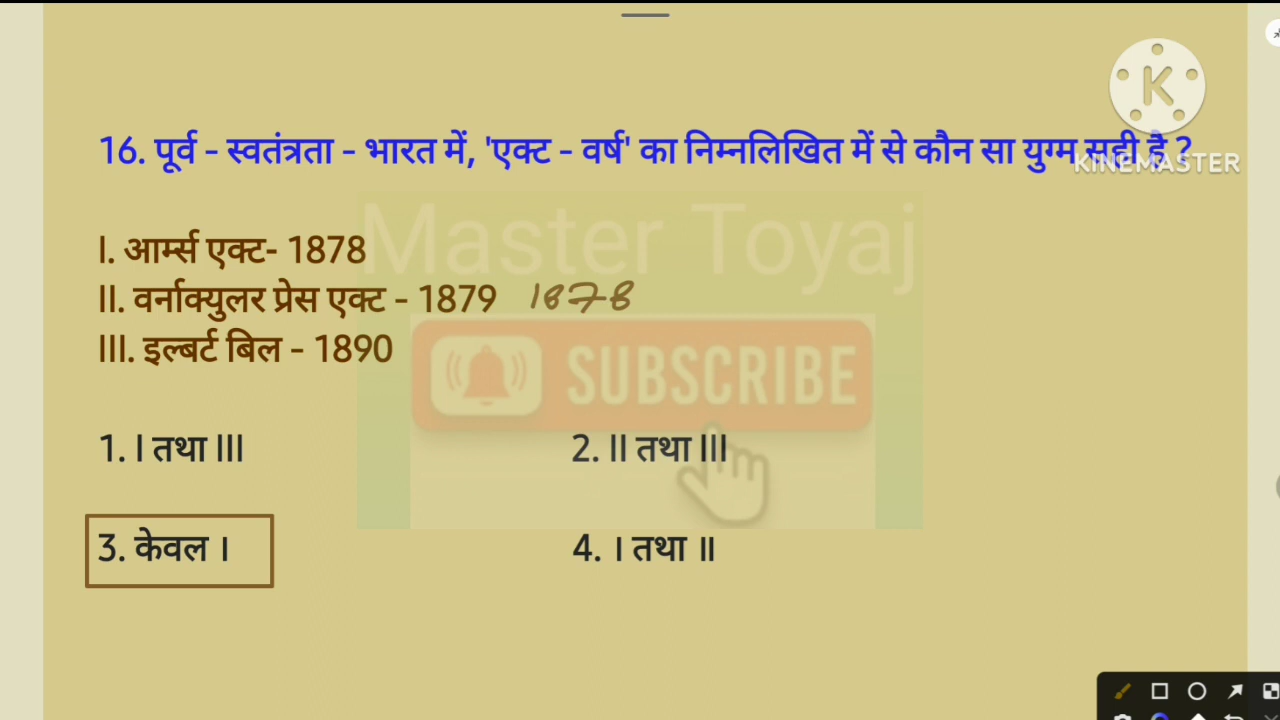 K
KINEMASTER
16. पूर्व - स्वतंत्रता - भारत में, 'एक्ट - वर्ष' का निम्नलिखित में से कौन सा युग्म सही है ?
Master Toyaj
I. आर्म्स एक्ट- 1878
II. वर्नाक्युलर प्रेस एक्ट - 1879 1878
III. इल्बर्ट बिल - 1890
SUBSCRIBE
1. I तथा III 2. II तथा III
3. केवल I 4. I तथा II